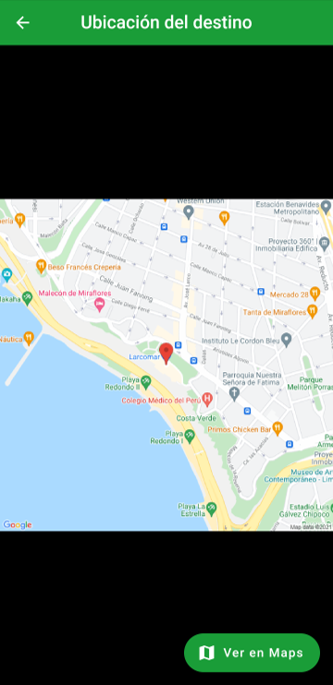 Ubicación del destino
Western Union
Estación Benavides
Metropolitano
Calle Juan Fanning
Proyecto 360° |
Inmobiliaria Edifica
Beso Francés Crepería
Malecon de Miraflores
Mercado 28
Tanta de Miraflores
Instituto Le Cordon Bleu
Larcomar
Parroquia Nuestra
Señora de Fatima
Playa
Redondo II
Parque
Melitón Porras
Colegio Médico del Perú
Costa Verde
Playa
Redondo I
Primos Chicken Bar
Museo de Ar
Contemporáneo - Lim
Playa La
Estrella
Estadio Luis
Gálvez Chipoco
Google
Map data ©2021
Ver en Maps